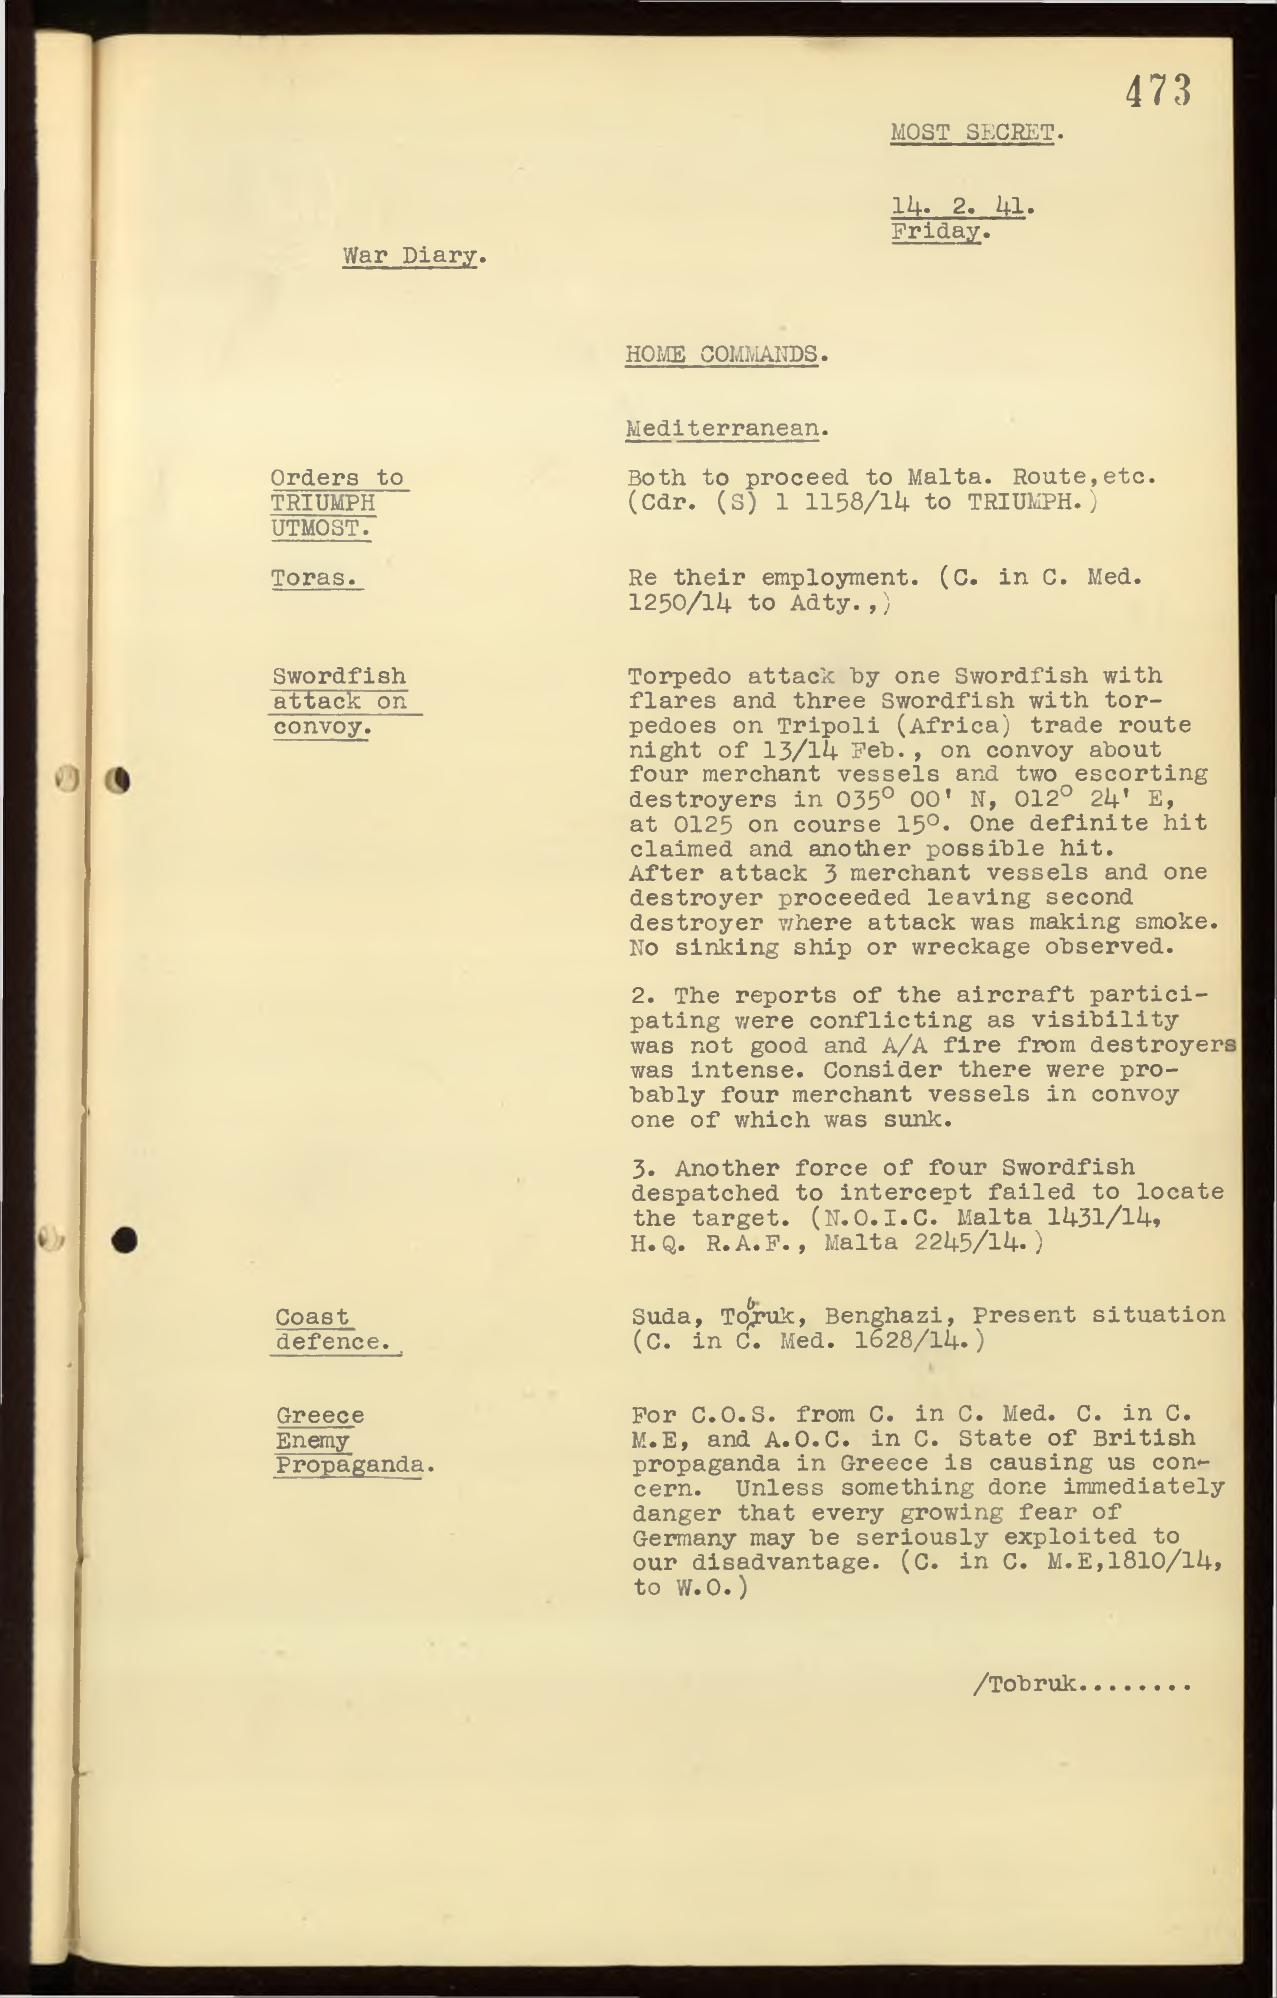 473
MOST SECRET.
14. 2. 41.
Friday.
War Diary.
HOME COMMANDS.
Mediterranean.
Orders to
TRIUMPH
UTMOST.
Both to proceed to Malta. Route,etc.
(Cdr. (S) 1 1158/14 to TRIUMPH.)
Toras.
Re their employment. (C. in C. Med.
1250/14 to Adty.,)
Swordfish
attack on
convoy.
Torpedo attack by one Swordfish with
flares and three Swordfish with tor-
pedoes on Tripoli (Africa) trade route
night of 13/14 Feb., on convoy about
four merchant vessels and two escorting
destroyers in 035° 00' N, 012° 24' E,
at 0125 on course 15°. One definite hit
claimed and another possible hit.
After attack 3 merchant vessels and one
destroyer proceeded leaving second
destroyer where attack was making smoke.
No sinking ship or wreckage observed.
2. The reports of the aircraft partici-
pating were conflicting as visibility
was not good and A/A fire from destroyers
was intense. Consider there were pro-
bably four merchant vessels in convoy
one of which was sunk.
3. Another force of four Swordfish
despatched to intercept failed to locate
the target. (N.O.I.C. Malta 1431/14,
H.Q. R.A.F., Malta 2245/14.)
Coast
defence.
Suda, Tobruk, Benghazi, Present situation
(C. in C. Med. 1628/14.)
Greece
Enemy
Propaganda.
For C.O.S. from C. in C. Med. C. in C.
M.E, and A.O.C. in C. State of British
propaganda in Greece is causing us con-
cern. Unless something done immediately
danger that every growing fear of
Germany may be seriously exploited to
our disadvantage. (C. in C. M.E,1810/14,
to W.O.)
/Tobruk........